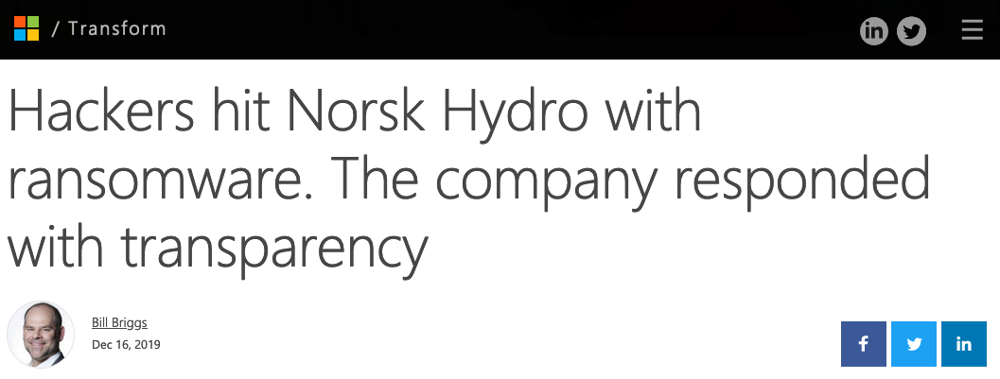 / Transform
Hackers hit Norsk Hydro with
ransomware. The company responded
with transparency
Bill Briggs
Dec 16, 2019